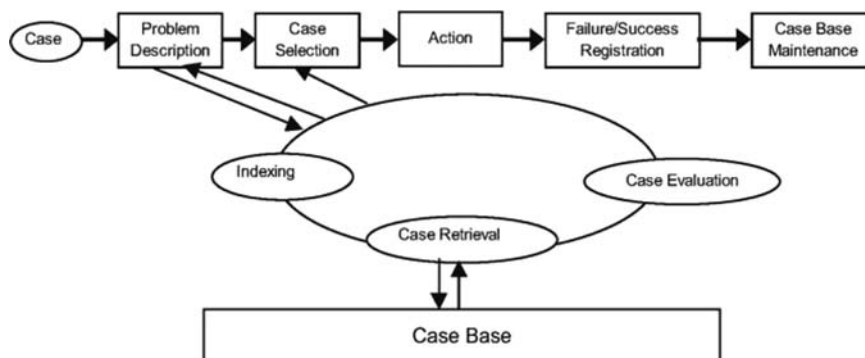 Case
Problem
Description
Case
Selection
Action
Failure/Success
Registration
Case Base
Maintenance
Indexing
Case Evaluation
Case Retrieval
Case Base